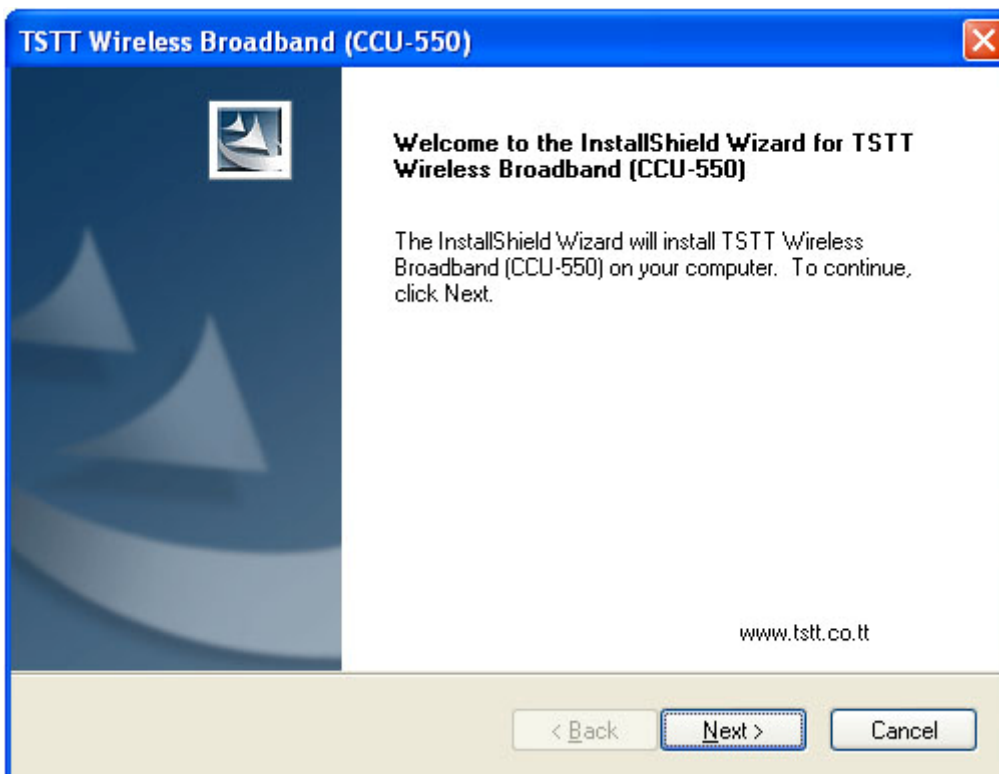 TSTT Wireless Broadband (CCU-550)
Welcome to the InstallShield Wizard for TSTT
Wireless Broadband (CCU-550)
The InstallShield Wizard will install TSTT Wireless
Broadband (CCU-550) on your computer. To continue,
click Next.
www.tstt.co.tt
< Back Next > Cancel